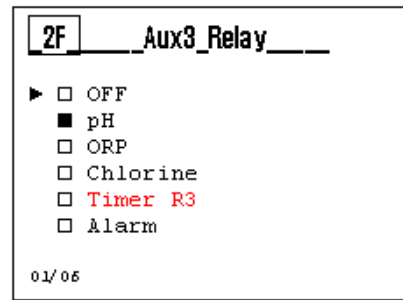 2F Aux3_Relay
OFF
pH
ORP
Chlorine
Timer R3
Alarm
01/06